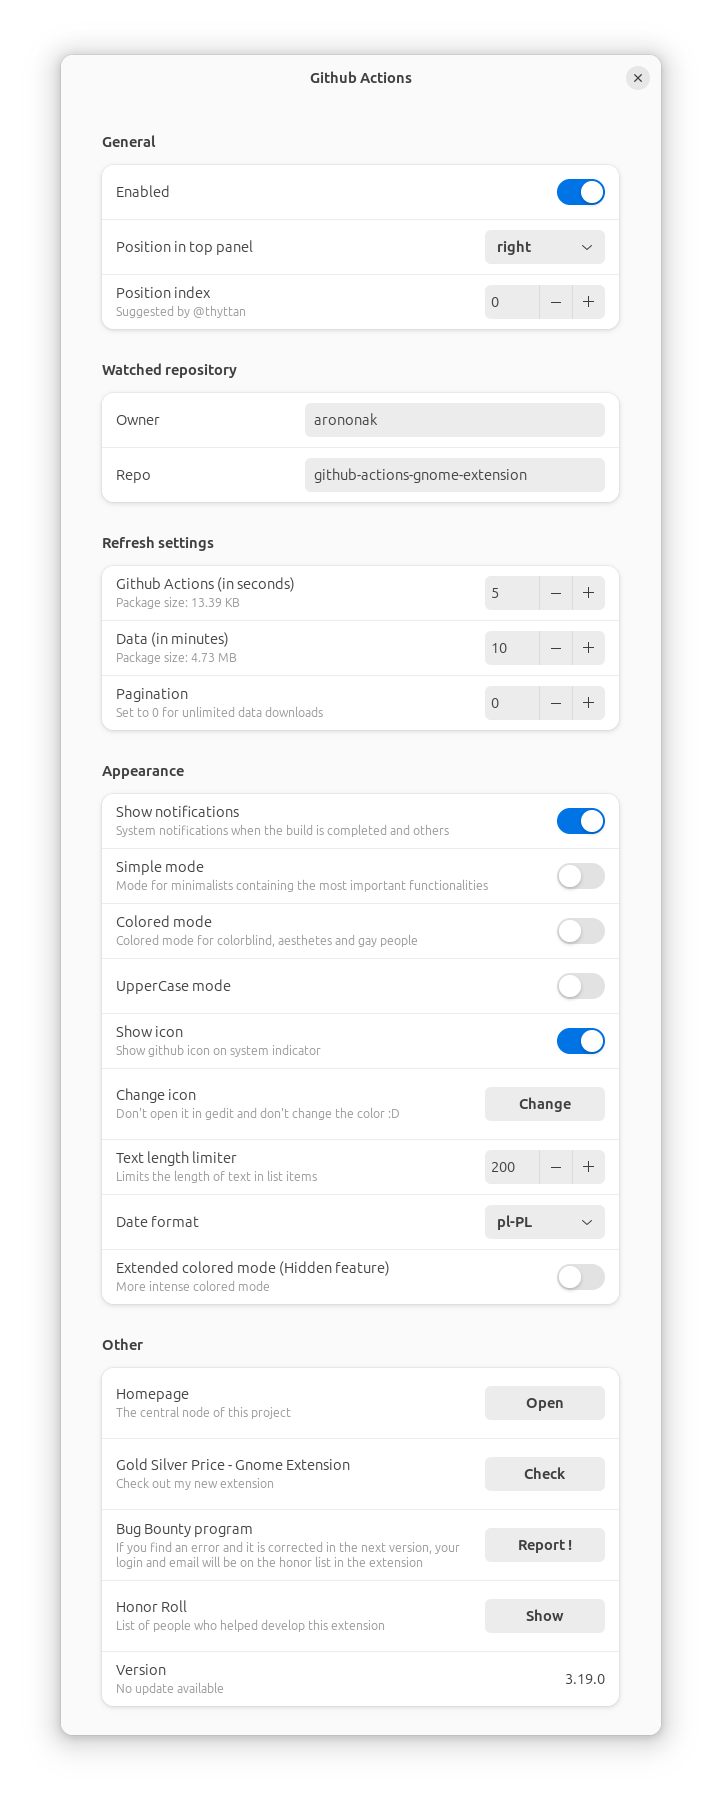 Github Actions
General
Enabled
Position in top panel
right
Position index
Suggested by @thyttan
0
Watched repository
Owner
arononak
Repo
github-actions-gnome-extension
Refresh settings
Github Actions (in seconds)
Package size: 13.39 KB
5
Data (in minutes)
Package size: 4.73 MB
10
Pagination
Set to 0 for unlimited data downloads
0
Appearance
Show notifications
System notifications when the build is completed and others
Simple mode
Mode for minimalists containing the most important functionalities
Colored mode
Colored mode for colorblind, aesthetes and gay people
UpperCase mode
Show icon
Show github icon on system indicator
Change icon
Don't open it in gedit and don't change the color :D
Change
Text length limiter
Limits the length of text in list items
200
Date format
pl-PL
Extended colored mode (Hidden feature)
More intense colored mode
Other
Homepage
The central node of this project
Open
Gold Silver Price - Gnome Extension
Check out my new extension
Check
Bug Bounty program
If you find an error and it is corrected in the next version, your
login and email will be on the honor list in the extension
Report !
Honor Roll
List of people who helped develop this extension
Show
Version
No update available
3.19.0